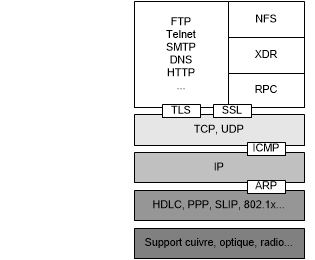 FTP
Telnet
SMTP
DNS
HTTP
...
NFS
XDR
RPC
TLS
SSL
TCP, UDP
ICMP
IP
ARP
HDLC, PPP, SLIP, 802.1x...
Support cuivre, optique, radio...